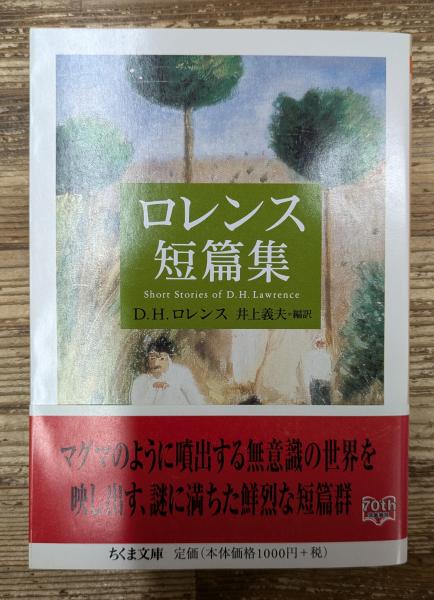 ロレンス
短篇集
Short Stories of D.H. Lawrence
D.H.ロレンス 井上義夫・編訳
マグマのように噴出する無意識の世界を
映し出す、謎に満ちた鮮烈な短篇群
70th
ちくま文庫 定価(本体価格1000円+税)